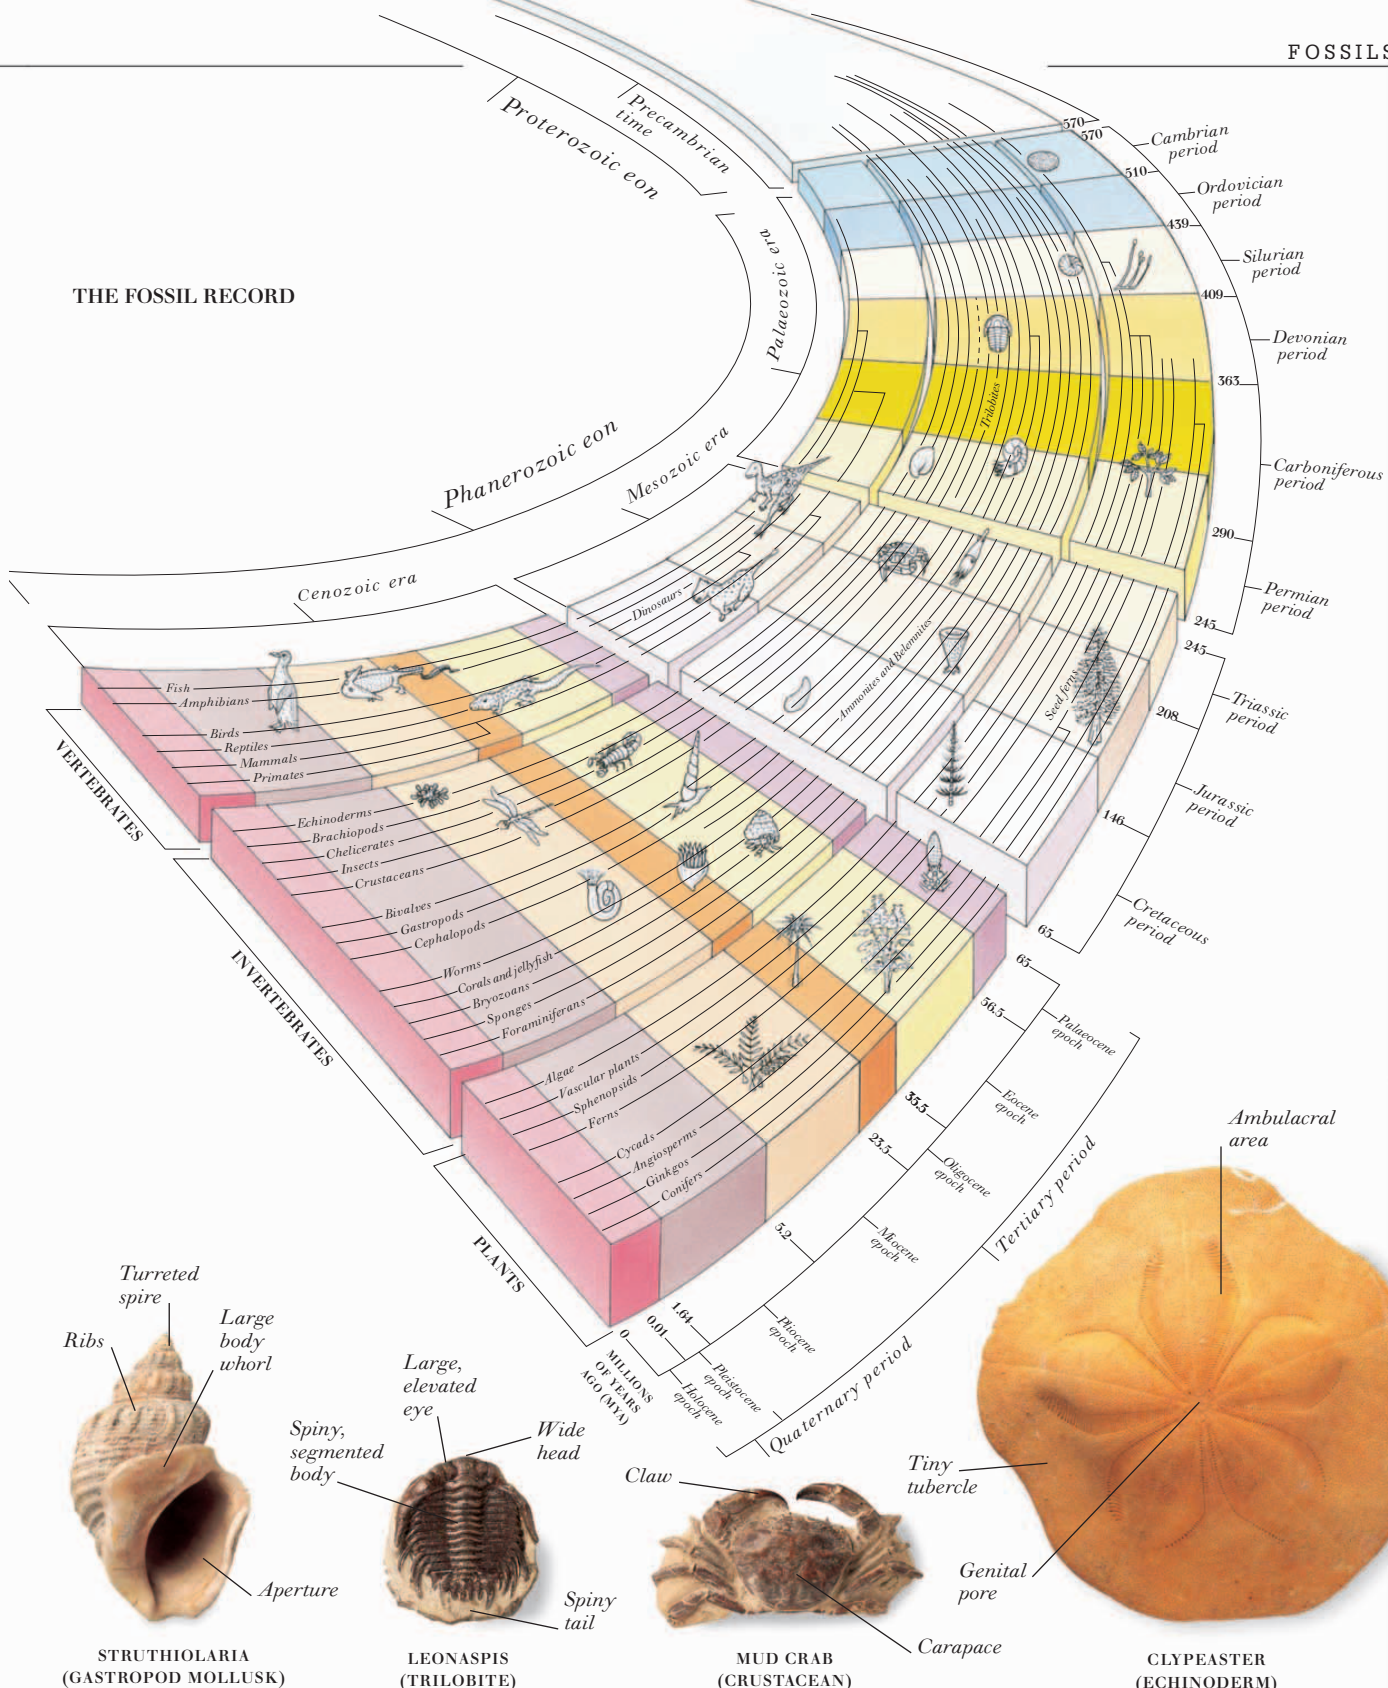 FOSSILS
THE FOSSIL RECORD
Proterozoic eon
Precambrian
time
Palaeozoic era
Phanerozoic eon
Mesozoic era
Cenozoic era
570
570
Cambrian
period
510
Ordovician
period
439
Silurian
period
409
Devonian
period
363
Carboniferous
period
290
Permian
period
245
245
Triassic
period
208
Jurassic
period
146
Cretaceous
period
65
65
Palaeocene
epoch
56.5
Eocene
epoch
35.5
Oligocene
epoch
23.5
Miocene
epoch
5.2
Pliocene
epoch
1.64
Pleistocene
epoch
0.01
Holocene
epoch
0
MILLIONS
OF YEARS
AGO (MYA)
Tertiary period
Quaternary period
Trilobites
Dinosaurs
Ammonites and Belemnites
Seed ferns
VERTEBRATES
Fish
Amphibians
Birds
Reptiles
Mammals
Primates
INVERTEBRATES
Echinoderms
Brachiopods
Chelicerates
Insects
Crustaceans
Bivalves
Gastropods
Cephalopods
Worms
Corals and jellyfish
Bryozoans
Sponges
Foraminiferans
PLANTS
Algae
Vascular plants
Sphenopsids
Ferns
Cycads
Angiosperms
Ginkgos
Conifers
Turreted
spire
Ribs
Large
body
whorl
Aperture
STRUTHIOLARIA
(GASTROPOD MOLLUSK)
Large,
elevated
eye
Spiny,
segmented
body
Wide
head
Spiny
tail
LEONASPIS
(TRILOBITE)
Claw
Carapace
MUD CRAB
(CRUSTACEAN)
Ambulacral
area
Tiny
tubercle
Genital
pore
CLYPEASTER
(ECHINODERM)